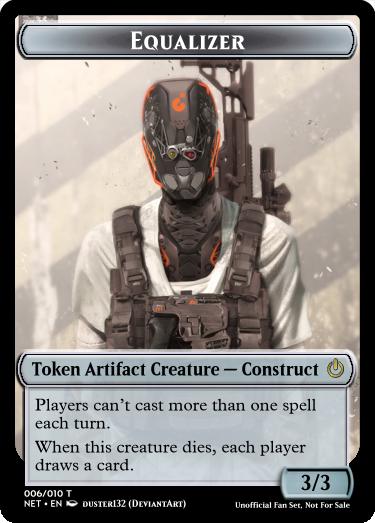 Equalizer
Token Artifact Creature — Construct
Players can't cast more than one spell
each turn.
When this creature dies, each player
draws a card.
3/3
006/010 T
NET • EN duster132 (DeviantArt)
Unofficial Fan Set, Not For Sale